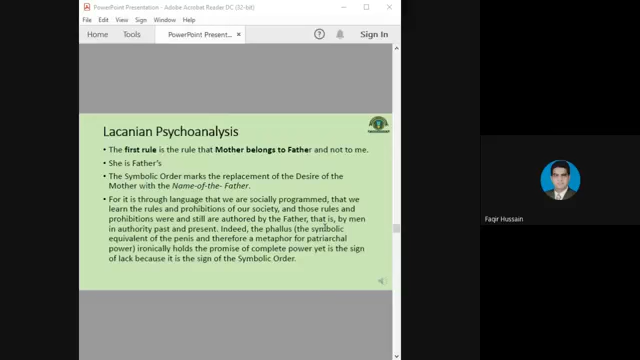 PowerPoint Presentation - Adobe Acrobat Reader DC (32-bit)
File Edit View Sign Window Help
Home Tools PowerPoint Present... × Sign In
Lacanian Psychoanalysis
• The first rule is the rule that Mother belongs to Father and not to me.
• She is Father's
• The Symbolic Order marks the replacement of the Desire of the
Mother with the Name-of-the- Father.
• For it is through language that we are socially programmed, that we
learn the rules and prohibitions of our society, and those rules and
prohibitions were and still are authored by the Father, that is, by men
in authority past and present. Indeed, the phallus (the symbolic
equivalent of the penis and therefore a metaphor for patriarchal
power) ironically holds the promise of complete power yet is the sign
of lack because it is the sign of the Symbolic Order.
Faqir Hussain